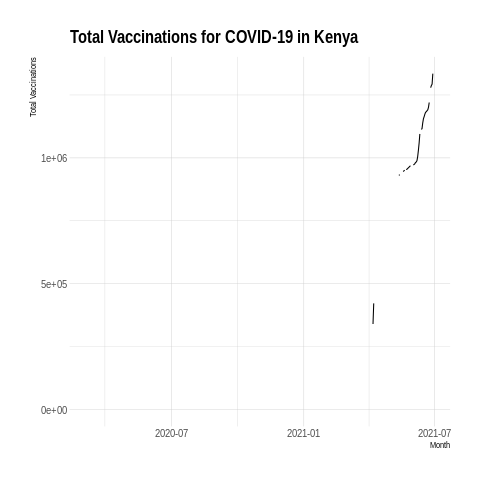 Total Vaccinations for COVID-19 in Kenya
Total Vaccinations
1e+06
5e+05
0e+00
2020-07 2021-01 2021-07
Month